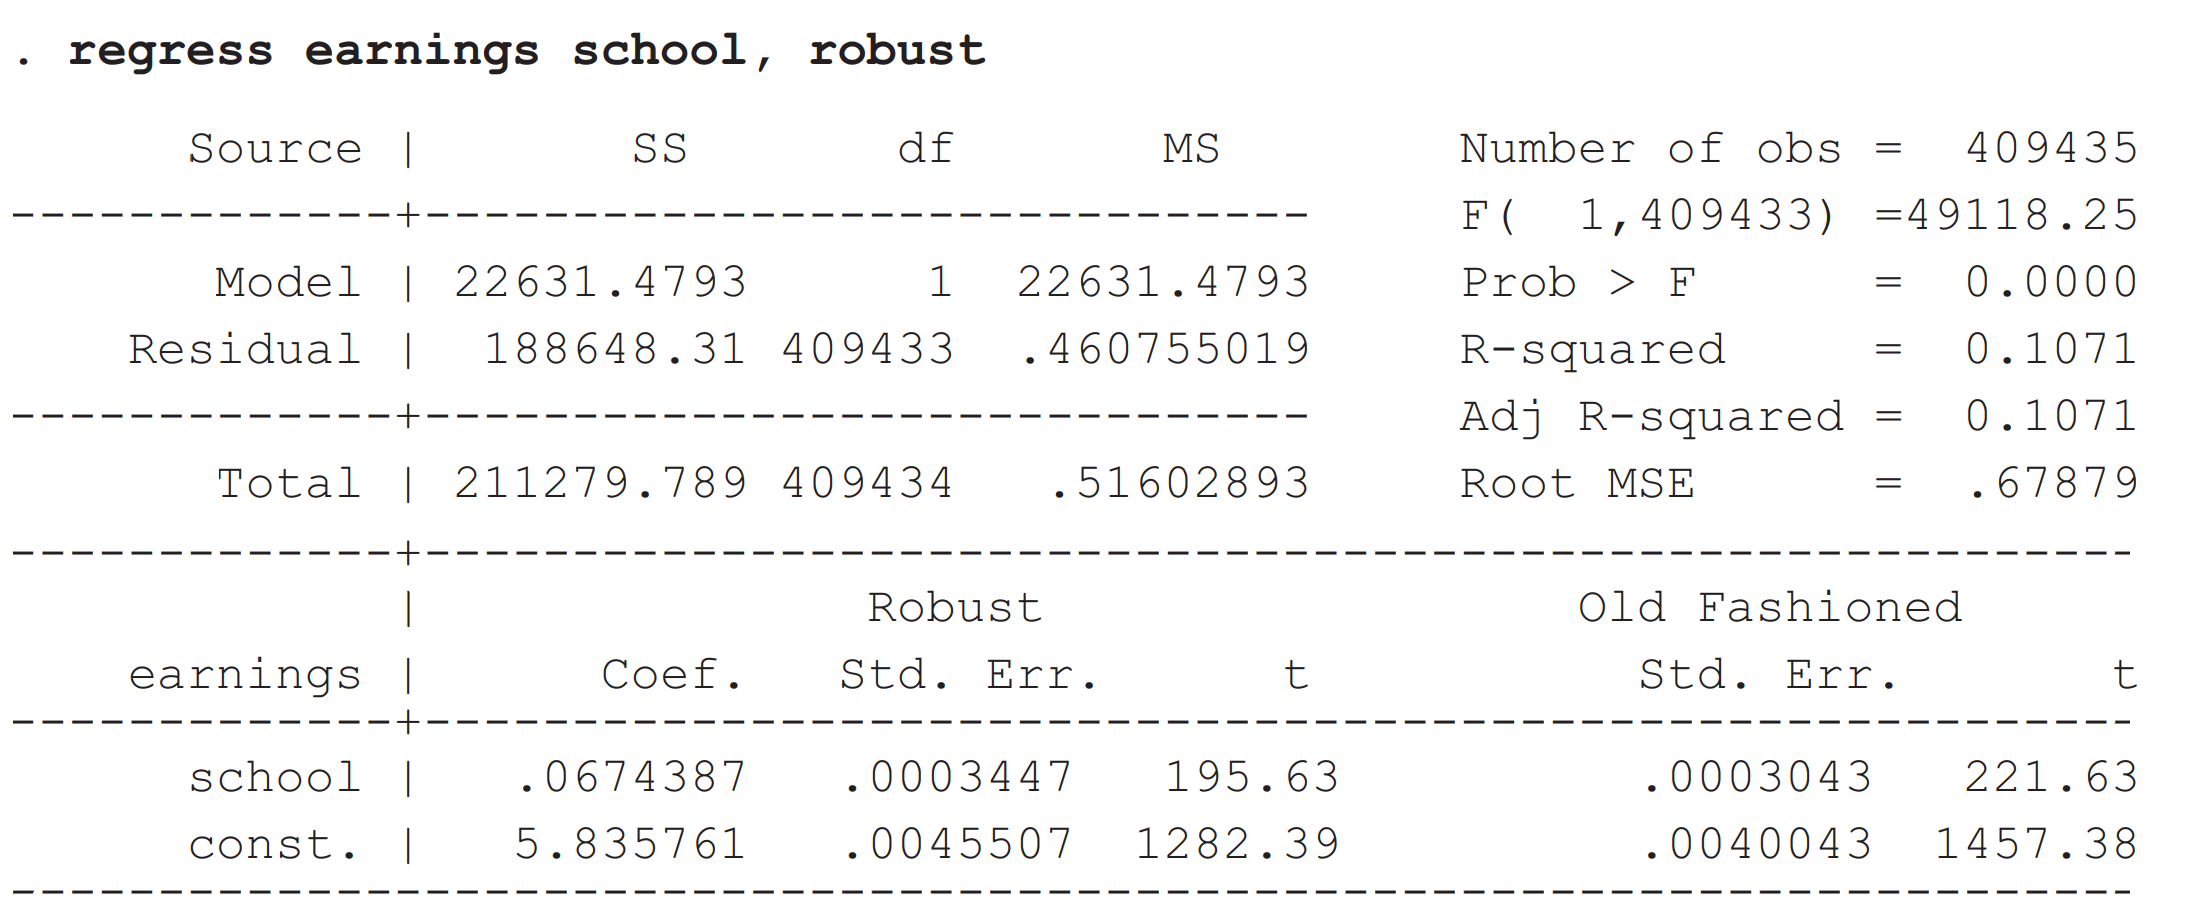 . regress earnings school, robust
Source | SS df MS Number of obs = 409435
-------------+------------------------------ F( 1,409433) =49118.25
Model | 22631.4793 1 22631.4793 Prob > F = 0.0000
Residual | 188648.31 409433 .460755019 R-squared = 0.1071
-------------+------------------------------ Adj R-squared = 0.1071
Total | 211279.789 409434 .51602893 Root MSE = .67879
-------------+----------------------------------------------------------
| Robust Old Fashioned
earnings | Coef. Std. Err. t Std. Err. t
-------------+----------------------------------------------------------
school | .0674387 .0003447 195.63 .0003043 221.63
const. | 5.835761 .0045507 1282.39 .0040043 1457.38
------------------------------------------------------------------------